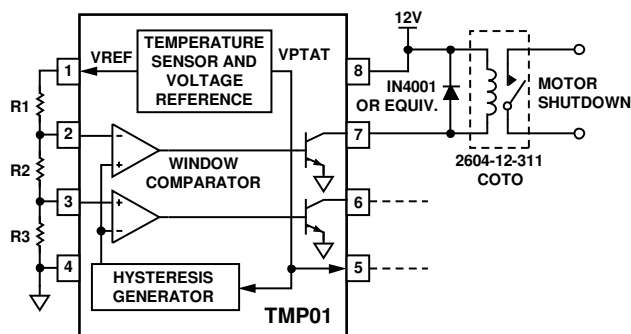 12V
TEMPERATURE
SENSOR AND
VOLTAGE
REFERENCE
VREF
VPTAT
1
8
R1
IN4001
OR EQUIV.
MOTOR
SHUTDOWN
2
7
WINDOW
COMPARATOR
2604-12-311
COTO
R2
3
6
R3
4
HYSTERESIS
GENERATOR
5
TMP01